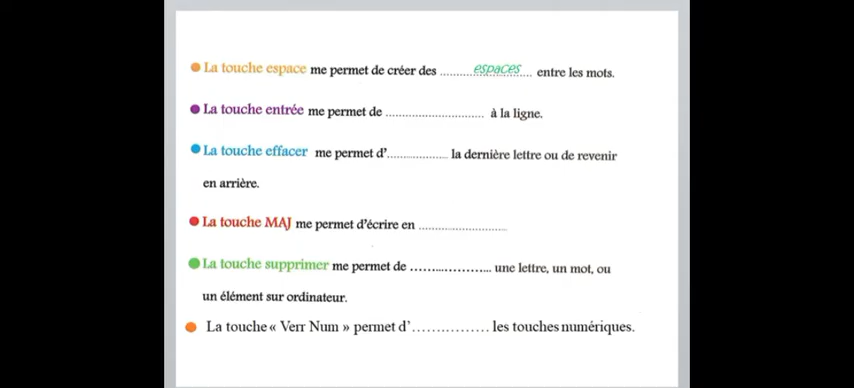 La touche espace me permet de créer des ........espaces.... entre les mots.
La touche entrée me permet de .............................. à la ligne.
La touche effacer me permet d'.................... la dernière lettre ou de revenir
en arrière.
La touche MAJ me permet d'écrire en ...........................
La touche supprimer me permet de ........................ une lettre, un mot, ou
un élément sur ordinateur.
La touche « Verr Num » permet d'................ les touches numériques.